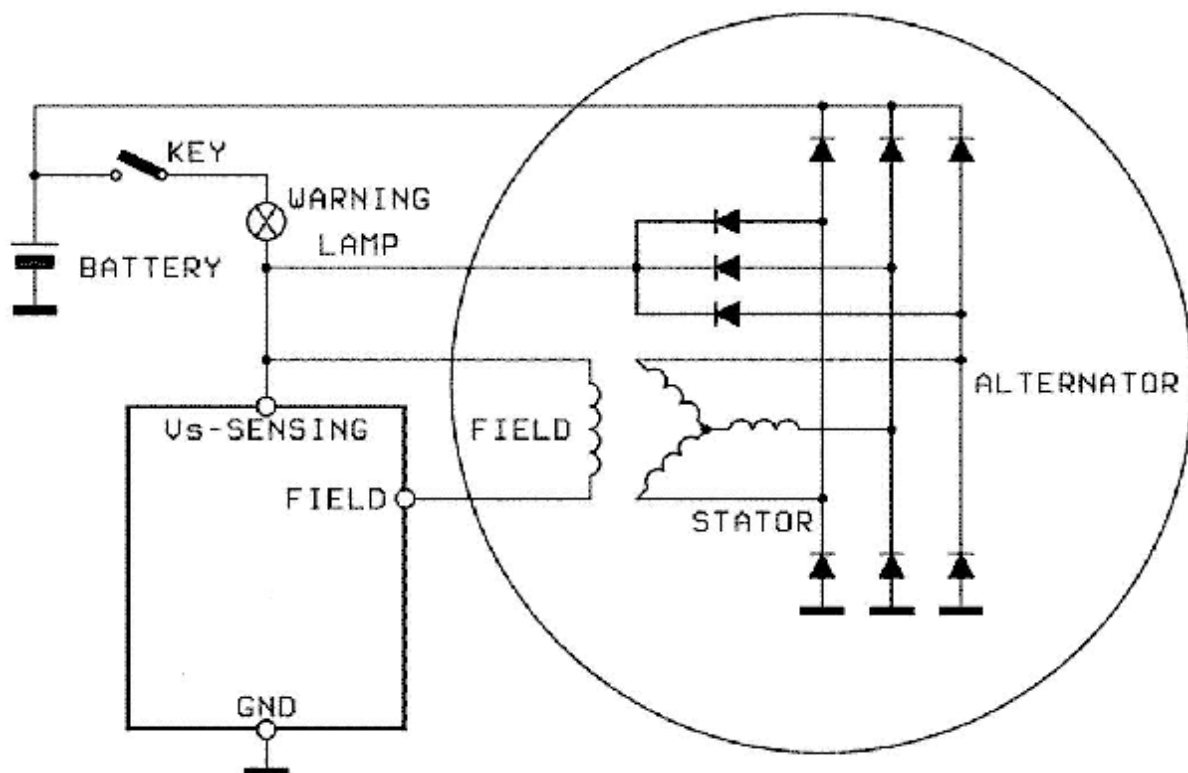 KEY
WARNING
LAMP
BATTERY
ALTERNATOR
Vs-SENSING
FIELD
FIELD
STATOR
GND